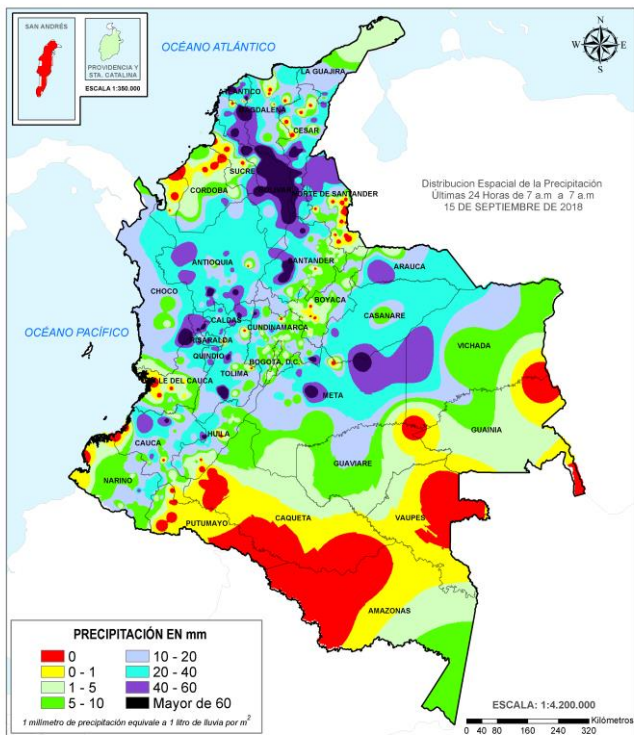 SAN ANDRÉS
PROVIDENCIA Y
STA. CATALINA
ESCALA 1:350.000
OCÉANO ATLÁNTICO
N
W E
S
LA GUAJIRA
ATLANTICO
MAGDALENA
CESAR
SUCRE
CORDOBA
BOLIVAR
NORTE DE SANTANDER
Distribucion Espacial de la Precipitación
Últimas 24 Horas de 7 a.m a 7 a.m
15 DE SEPTIEMBRE DE 2018
ANTIOQUIA
SANTANDER
ARAUCA
CHOCO
BOYACA
CASANARE
CALDAS
CUNDINAMARCA
OCÉANO PACÍFICO
RISARALDA
VICHADA
QUINDIO
BOGOTA, D.C.
TOLIMA
VALLE DEL CAUCA
META
GUAINIA
HUILA
CAUCA
GUAVIARE
NARIÑO
CAQUETA
VAUPES
PUTUMAYO
AMAZONAS
PRECIPITACIÓN EN mm
0 10 - 20
0 - 1 20 - 40
1 - 5 40 - 60
5 - 10 Mayor de 60
1 milímetro de precipitación equivale a 1 litro de lluvia por m²
ESCALA: 1:4.200.000
Kilómetros
0 40 80 160 240 320